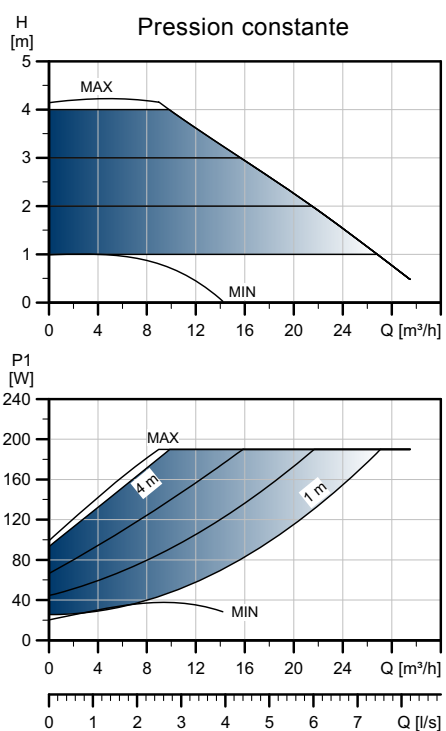 H
[m]
Pression constante
5
MAX
4
3
2
1
MIN
0
0 4 8 12 16 20 24 Q [m³/h]
P1
[W]
240
MAX
200
4 m
160
1 m
120
80
40
MIN
0
0 4 8 12 16 20 24 Q [m³/h]
0 1 2 3 4 5 6 7 Q [l/s]